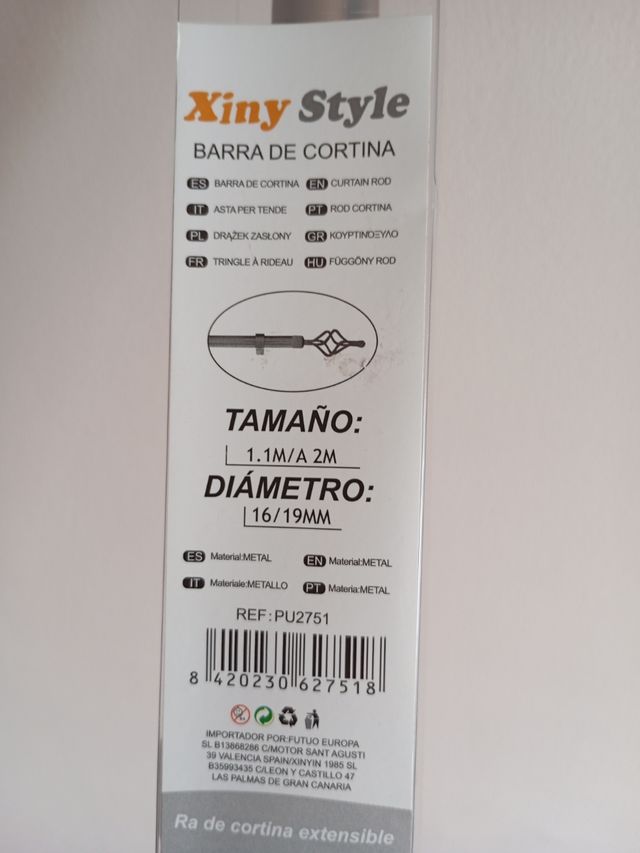 Xiny Style
BARRA DE CORTINA
ES BARRA DE CORTINA EN CURTAIN ROD
IT ASTA PER TENDE PT ROD CORTINA
PL DRĄŻEK ZASŁONY GR ΚΟΥΡΤΙΝΌΞΥΛΟ
FR TRINGLE À RIDEAU HU FÜGGÖNY ROD
TAMAÑO:
1.1M/A 2M
DIÁMETRO:
16/19MM
ES Material:METAL EN Material:METAL
IT Materiale:METALLO PT Materia:METAL
REF:PU2751
8 420230 627518
IMPORTADOR POR:FUTUO EUROPA
SL B13868286 C/MOTOR SANT AGUSTI
39 VALENCIA SPAIN/XINYIN 1985 SL
B35993435 C/LEON Y CASTILLO 47
LAS PALMAS DE GRAN CANARIA
Ra de cortina extensible